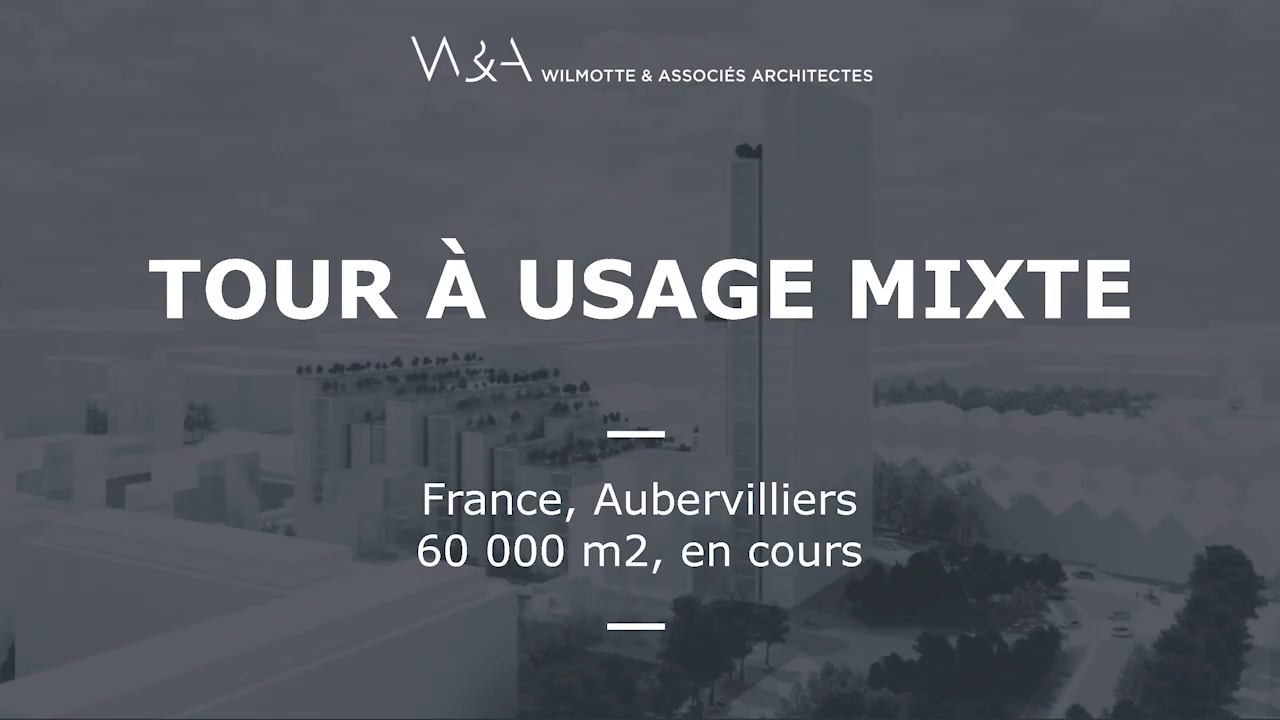 W&A WILMOTTE & ASSOCIÉS ARCHITECTES
TOUR À USAGE MIXTE
France, Aubervilliers
60 000 m2, en cours